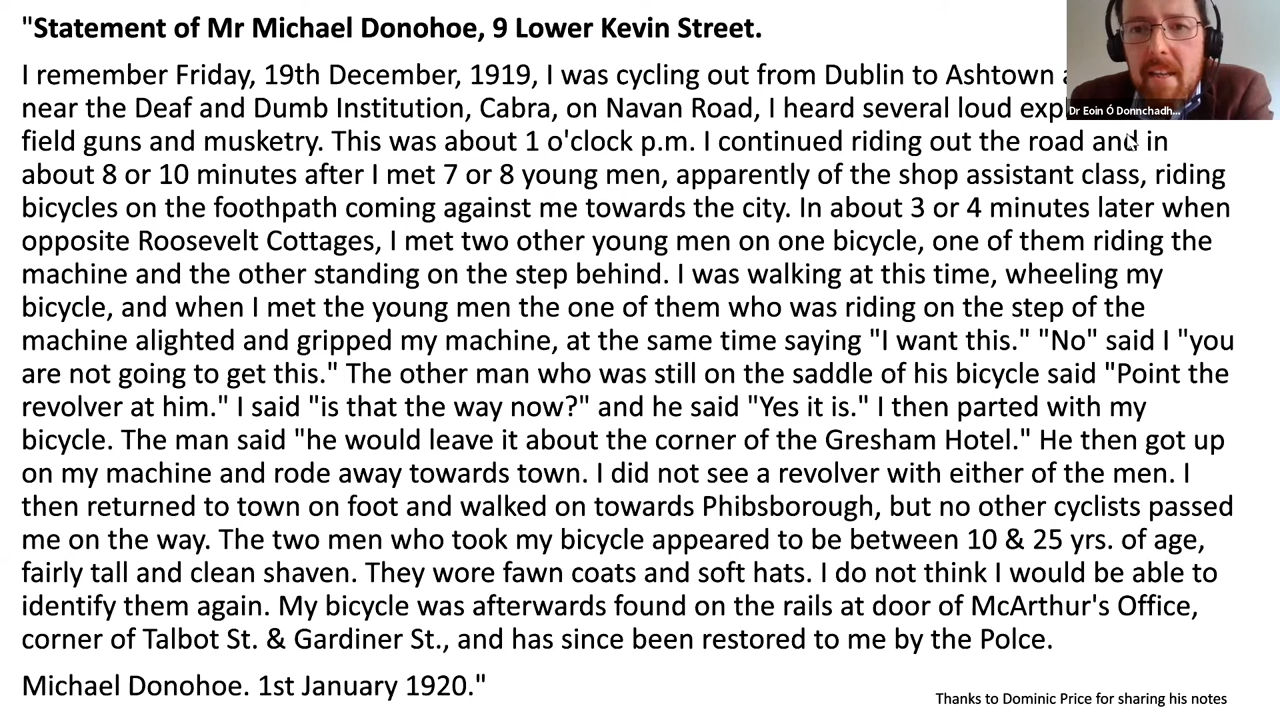 "Statement of Mr Michael Donohoe, 9 Lower Kevin Street.
I remember Friday, 19th December, 1919, I was cycling out from Dublin to Ashtown
near the Deaf and Dumb Institution, Cabra, on Navan Road, I heard several loud
field guns and musketry. This was about 1 o'clock p.m. I continued riding out the road and in
about 8 or 10 minutes after I met 7 or 8 young men, apparently of the shop assistant class, riding
bicycles on the footpath coming against me towards the city. In about 3 or 4 minutes later when
opposite Roosevelt Cottages, I met two other young men on one bicycle, one of them riding the
machine and the other standing on the step behind. I was walking at this time, wheeling my
bicycle, and when I met the young men the one of them who was riding on the step of the
machine alighted and gripped my machine, at the same time saying "I want this." "No" said I "you
are not going to get this." The other man who was still on the saddle of his bicycle said "Point the
revolver at him." I said "is that the way now?" and he said "Yes it is." I then parted with my
bicycle. The man said "he would leave it about the corner of the Gresham Hotel." He then got up
on my machine and rode away towards town. I did not see a revolver with either of the men. I
then returned to town on foot and walked on towards Phibsborough, but no other cyclists passed
me on the way. The two men who took my bicycle appeared to be between 10 & 25 yrs. of age,
fairly tall and clean shaven. They wore fawn coats and soft hats. I do not think I would be able to
identify them again. My bicycle was afterwards found on the rails at door of McArthur's Office,
corner of Talbot St. & Gardiner St., and has since been restored to me by the Polce.
Michael Donohoe. 1st January 1920."
Thanks to Dominic Price for sharing his notes
Dr Eoin Ó Donnchadh...